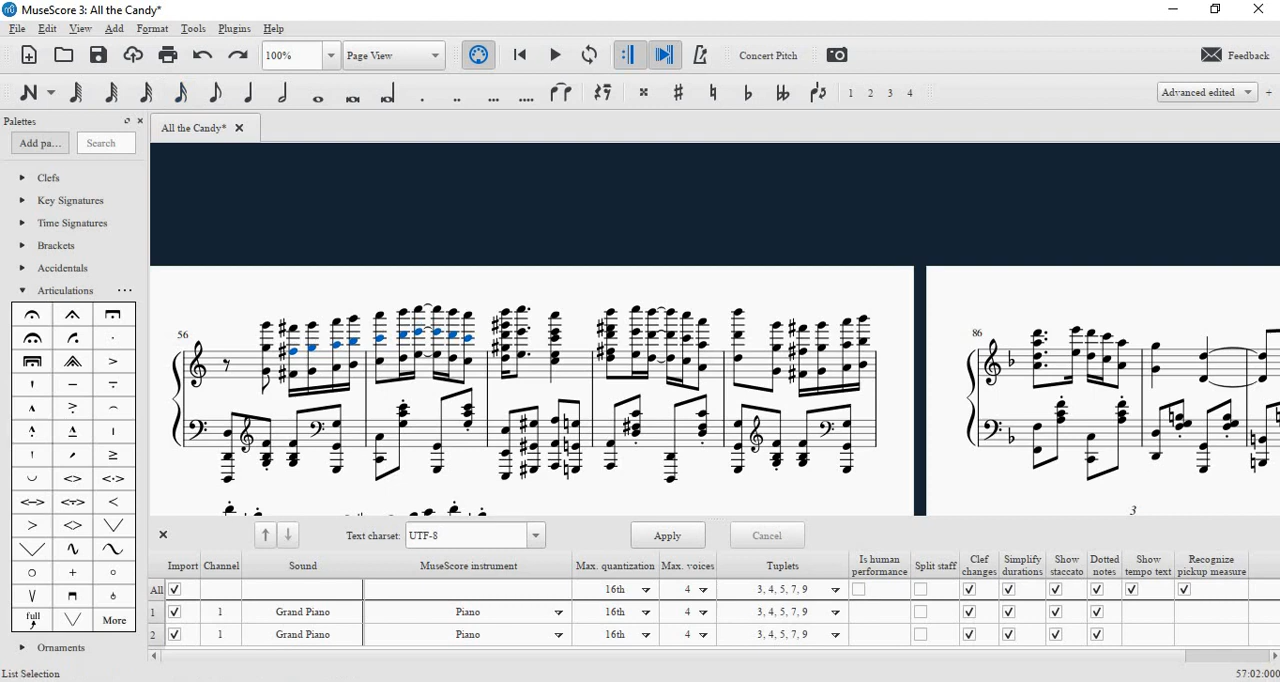 MuseScore 3: All the Candy*
File Edit View Add Format Tools Plugins Help
100% Page View Concert Pitch Feedback
1 2 3 4 Advanced edited +
Palettes
All the Candy*
Add pa... Search
Clefs
Key Signatures
Time Signatures
Brackets
Accidentals
Articulations ...
full
More
Ornaments
56
86
3
Text charset: UTF-8 Apply Cancel
Import Channel Sound MuseScore instrument Max. quantization Max. voices Tuplets Is human performance Split staff Clef changes Simplify durations Show staccato Dotted notes Show tempo text Recognize pickup measure
All 16th 4 3, 4, 5, 7, 9
1 1 Grand Piano Piano 16th 4 3, 4, 5, 7, 9
2 1 Grand Piano Piano 16th 4 3, 4, 5, 7, 9
List Selection 57:02:000